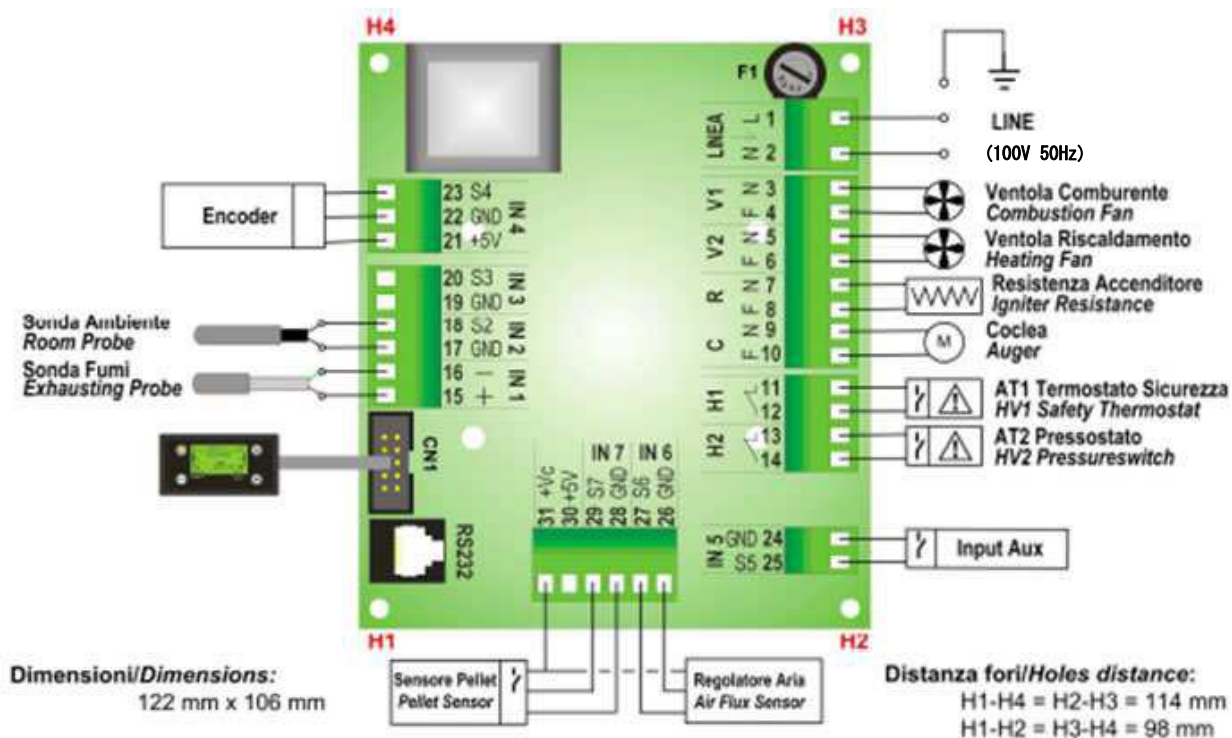 H4
H3
F1
LINEA
L 1
N 2
LINE
(100V 50Hz)
V1
N 3
F 4
Ventola Comburente
Combustion Fan
V2
N 5
F 6
Ventola Riscaldamento
Heating Fan
R
N 7
F 8
Resistenza Accenditore
Igniter Resistance
C
N 9
F 10
M
Coclea
Auger
H1
11
12
AT1 Termostato Sicurezza
HV1 Safety Thermostat
H2
13
14
AT2 Pressostato
HV2 Pressureswitch
IN 5
GND 24
S5 25
Input Aux
Encoder
23 S4
22 GND
21 +5V
IN 4
20 S3
19 GND
IN 3
Sonda Ambiente
Room Probe
18 S2
17 GND
IN 2
Sonda Fumi
Exhausting Probe
16 −
15 +
IN 1
CN1
RS232
IN 7 IN 6
31 +Vc
30 +5V
29 S7
28 GND
27 S6
26 GND
H1
H2
Sensore Pellet
Pellet Sensor
Regolatore Aria
Air Flux Sensor
Dimensioni/Dimensions:
122 mm x 106 mm
Distanza fori/Holes distance:
H1-H4 = H2-H3 = 114 mm
H1-H2 = H3-H4 = 98 mm